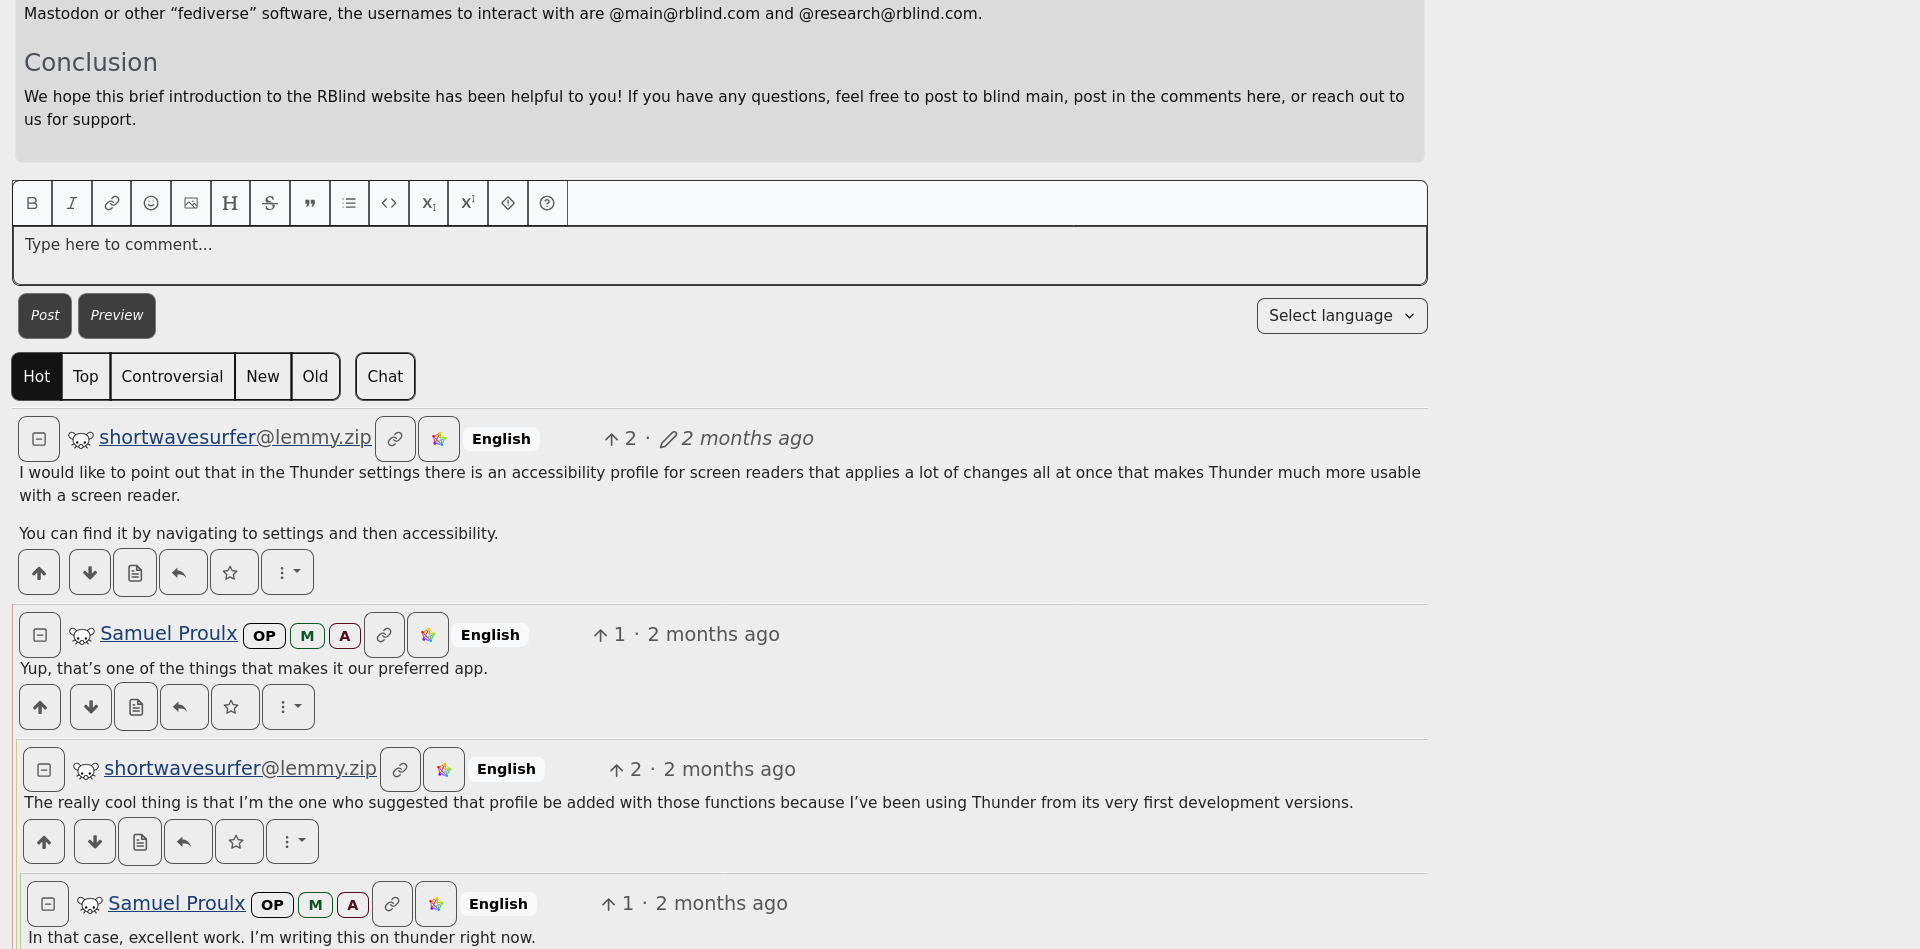 Mastodon or other “fediverse” software, the usernames to interact with are @main@rblind.com and @research@rblind.com.
Conclusion
We hope this brief introduction to the RBlind website has been helpful to you! If you have any questions, feel free to post to blind main, post in the comments here, or reach out to
us for support.
Type here to comment...
Post Preview Select language
Hot Top Controversial New Old Chat
shortwavesurfer@lemmy.zip English 2 · 2 months ago
I would like to point out that in the Thunder settings there is an accessibility profile for screen readers that applies a lot of changes all at once that makes Thunder much more usable
with a screen reader.
You can find it by navigating to settings and then accessibility.
Samuel Proulx OP M A English 1 · 2 months ago
Yup, that’s one of the things that makes it our preferred app.
shortwavesurfer@lemmy.zip English 2 · 2 months ago
The really cool thing is that I’m the one who suggested that profile be added with those functions because I’ve been using Thunder from its very first development versions.
Samuel Proulx OP M A English 1 · 2 months ago
In that case, excellent work. I’m writing this on thunder right now.